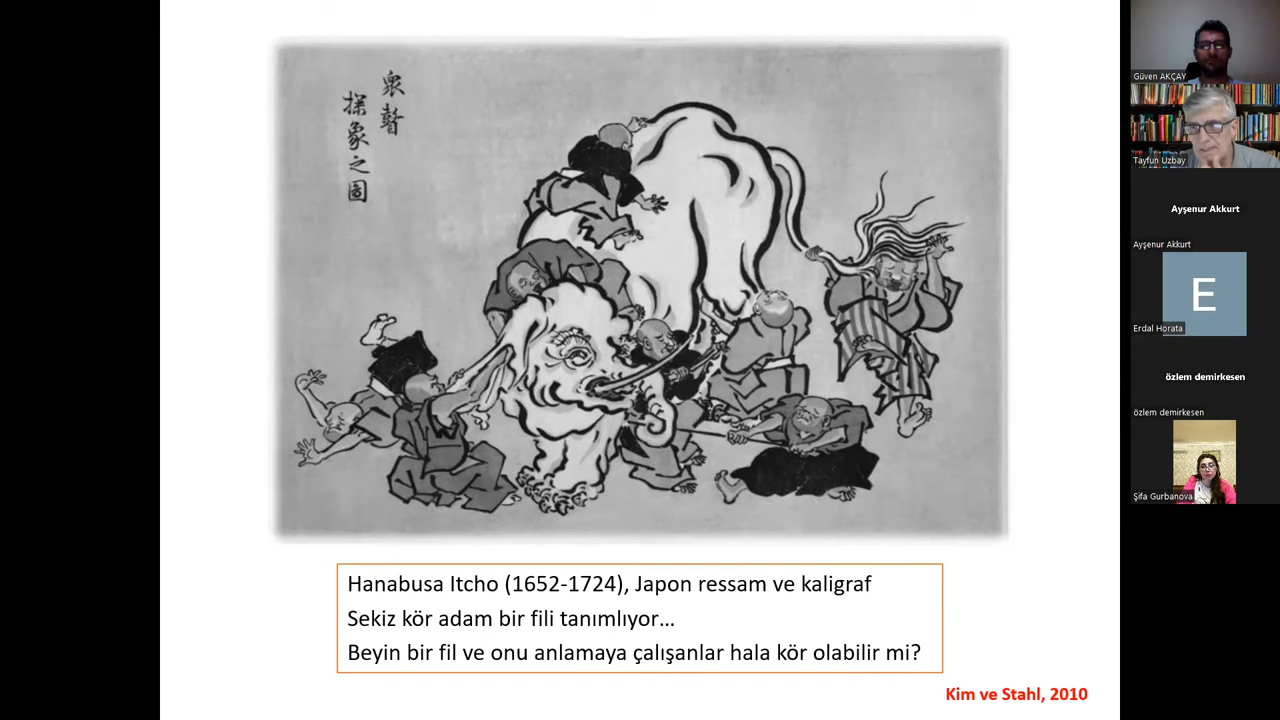 衆瞽
探象之圖
Hanabusa Itcho (1652-1724), Japon ressam ve kaligraf
Sekiz kör adam bir fili tanımlıyor...
Beyin bir fil ve onu anlamaya çalışanlar hala kör olabilir mi?
Kim ve Stahl, 2010
Güven AKÇAY
Tayfun Uzbay
Ayşenur Akkurt
Ayşenur Akkurt
E
Erdal Horata
özlem demirkesen
özlem demirkesen
Şifa Gurbanova